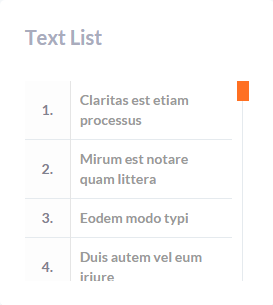 Text List
1. Claritas est etiam
processus
2. Mirum est notare
quam littera
3. Eodem modo typi
4. Duis autem vel eum
iriure